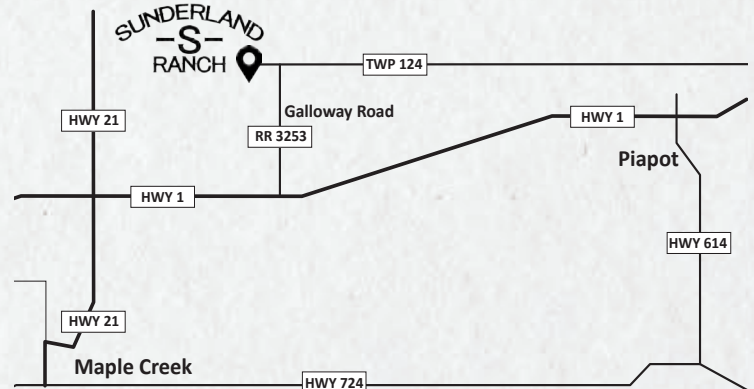 SUNDERLAND
-S-
RANCH
TWP 124
HWY 21
Galloway Road
HWY 1
RR 3253
Piapot
HWY 1
HWY 614
HWY 21
Maple Creek
HWY 724